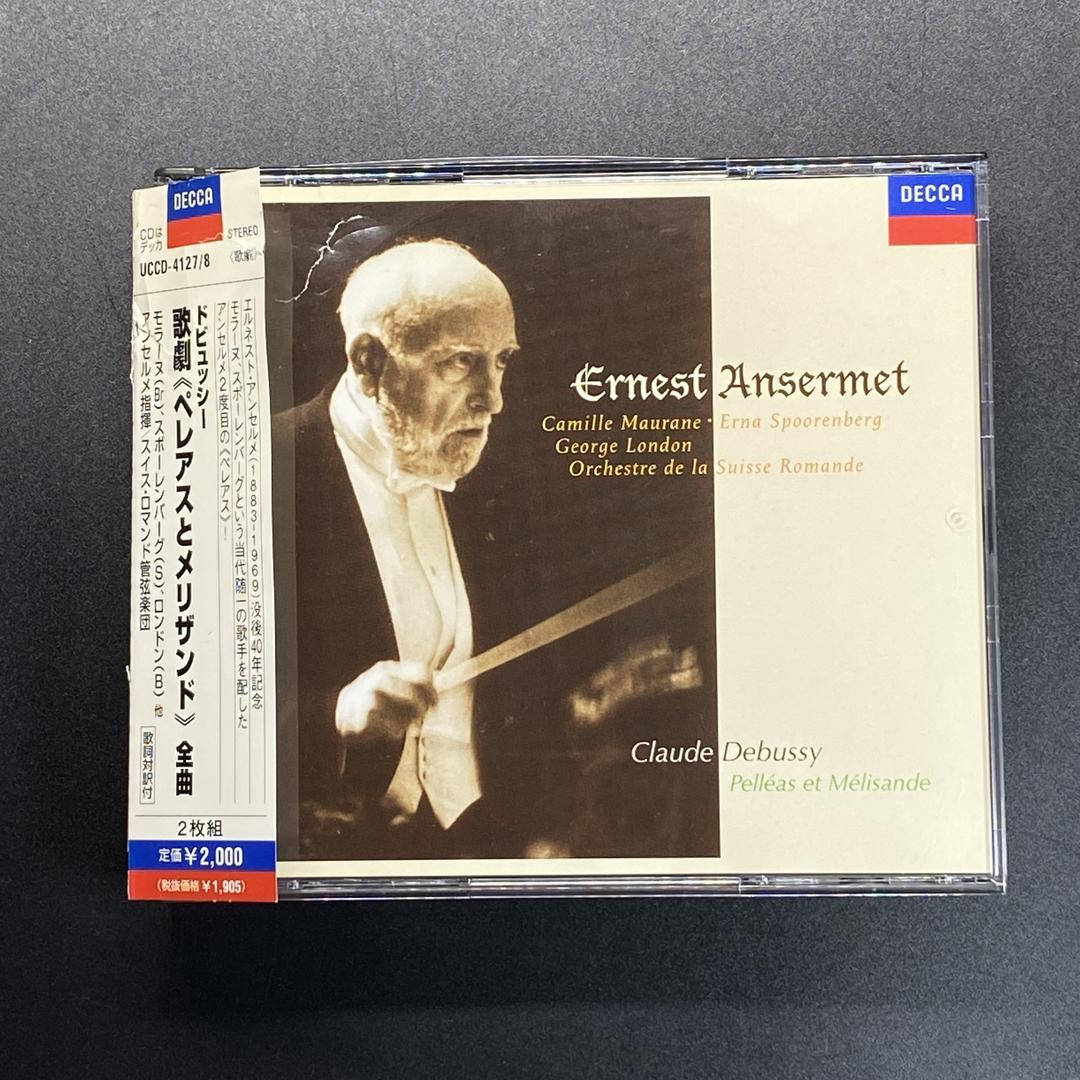 DECCA
CDは
デッカ
STEREO
《歌劇》
UCCD-4127/8
エルネスト・アンセルメ(1883-1969)没後40年記念
モラーヌ、スポーレンバーグという当代随一の歌手を配した
アンセルメ2度目の《ペレアス》!
ドビュッシー
歌劇《ペレアスとメリザンド》全曲
モラーヌ(Br)、スポーレンバーグ(S)、ロンドン(B) 他
アンセルメ指揮/スイス・ロマンド管弦楽団
歌詞対訳付
2枚組
定価¥2,000
(税抜価格¥1,905)
DECCA
Ernest Ansermet
Camille Maurane・Erna Spoorenberg
George London
Orchestre de la Suisse Romande
Claude Debussy
Pelléas et Mélisande